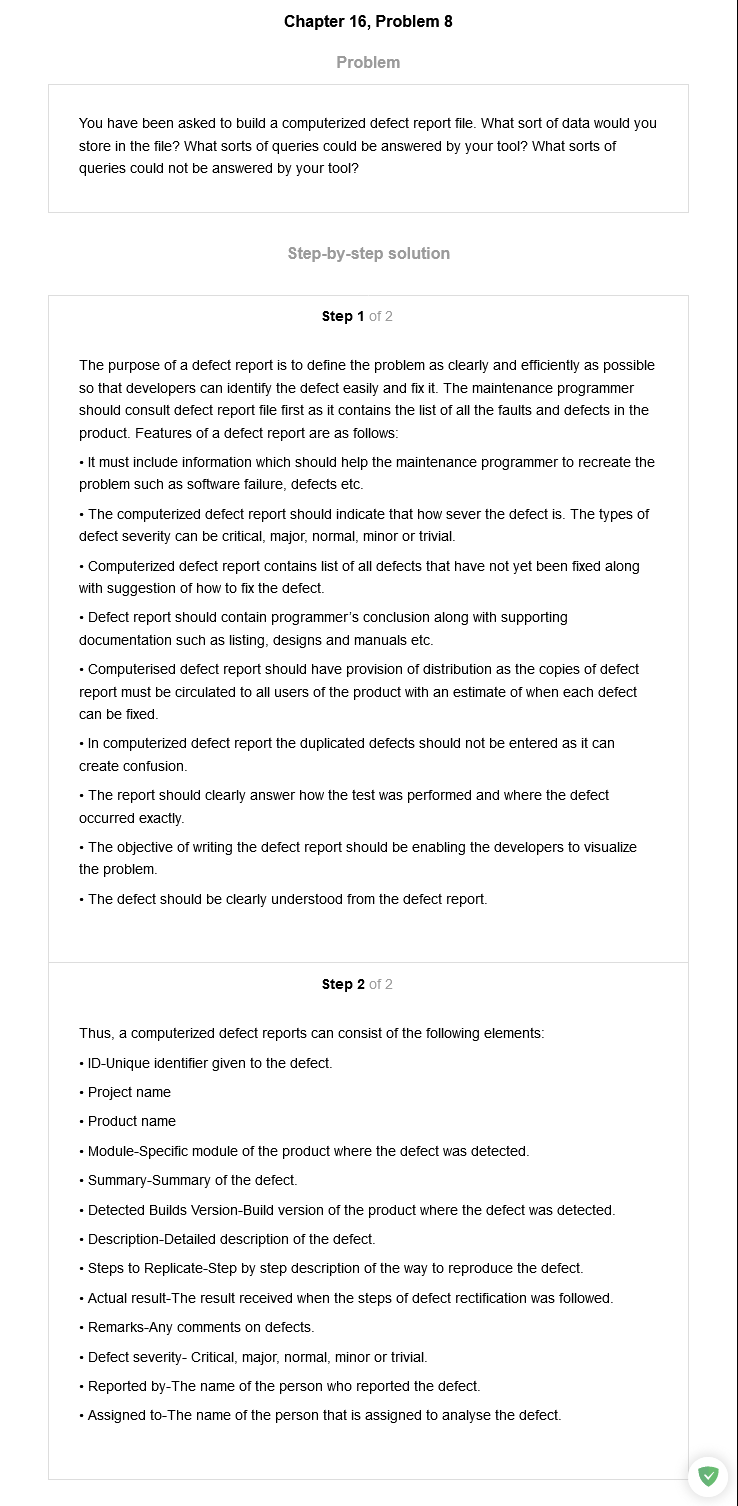 Chapter 16, Problem 8
Problem
You have been asked to build a computerized defect report file. What sort of data would you
store in the file? What sorts of queries could be answered by your tool? What sorts of
queries could not be answered by your tool?
Step-by-step solution
Step 1 of 2
The purpose of a defect report is to define the problem as clearly and efficiently as possible
so that developers can identify the defect easily and fix it. The maintenance programmer
should consult defect report file first as it contains the list of all the faults and defects in the
product. Features of a defect report are as follows:
• It must include information which should help the maintenance programmer to recreate the
problem such as software failure, defects etc.
• The computerized defect report should indicate that how sever the defect is. The types of
defect severity can be critical, major, normal, minor or trivial.
• Computerized defect report contains list of all defects that have not yet been fixed along
with suggestion of how to fix the defect.
• Defect report should contain programmer's conclusion along with supporting
documentation such as listing, designs and manuals etc.
• Computerised defect report should have provision of distribution as the copies of defect
report must be circulated to all users of the product with an estimate of when each defect
can be fixed.
• In computerized defect report the duplicated defects should not be entered as it can
create confusion.
• The report should clearly answer how the test was performed and where the defect
occurred exactly.
• The objective of writing the defect report should be enabling the developers to visualize
the problem.
• The defect should be clearly understood from the defect report.
Step 2 of 2
Thus, a computerized defect reports can consist of the following elements:
• ID-Unique identifier given to the defect.
• Project name
• Product name
• Module-Specific module of the product where the defect was detected.
• Summary-Summary of the defect.
• Detected Builds Version-Build version of the product where the defect was detected.
• Description-Detailed description of the defect.
• Steps to Replicate-Step by step description of the way to reproduce the defect.
• Actual result-The result received when the steps of defect rectification was followed.
• Remarks-Any comments on defects.
• Defect severity- Critical, major, normal, minor or trivial.
• Reported by-The name of the person who reported the defect.
• Assigned to-The name of the person that is assigned to analyse the defect.